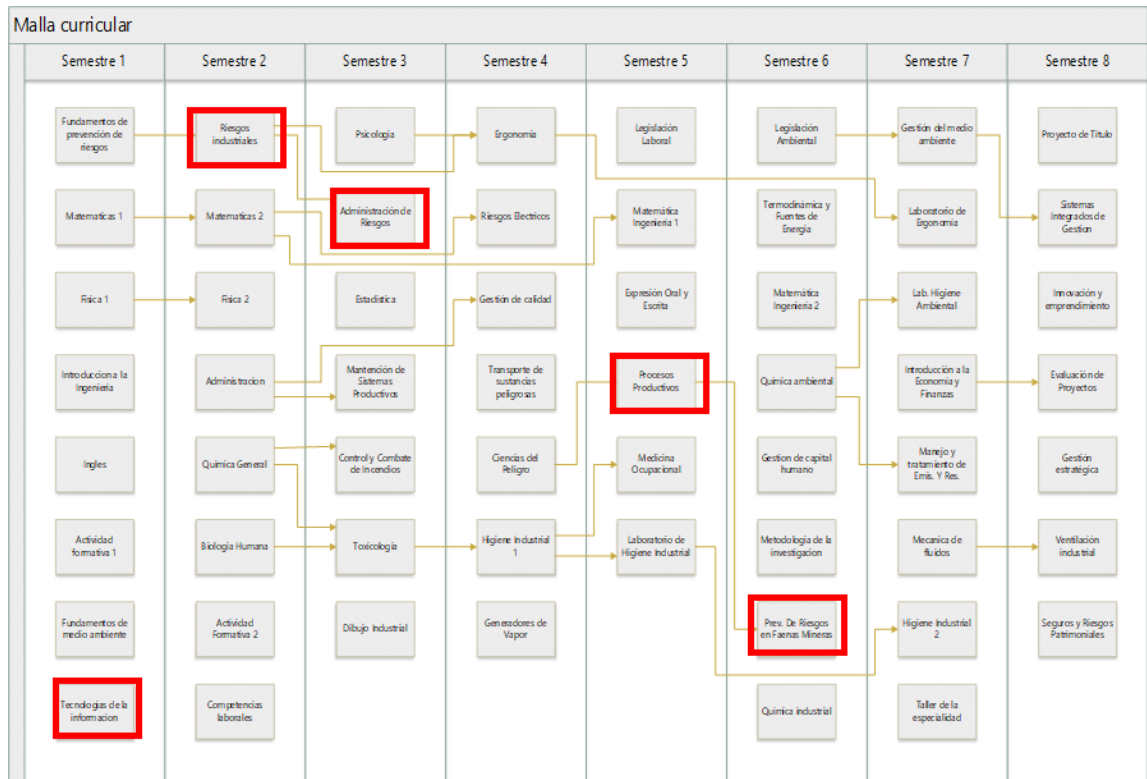 Malla curricular
Semestre 1
Semestre 2
Semestre 3
Semestre 4
Semestre 5
Semestre 6
Semestre 7
Semestre 8
Fundamentos de
prevención de
riesgos
Riesgos
industriales
Psicología
Ergonomía
Legislación
Laboral
Legislación
Ambiental
Gestión del medio
ambiente
Proyecto de Titulo
Matematicas 1
Matematicas 2
Administración de
Riesgos
Riesgos Electricos
Matemática
Ingenieria 1
Termodinámica y
Fuentes de
Energía
Laboratorio de
Ergonomía
Sistemas
Integrados de
Gestion
Fisica 1
Fisica 2
Estadistica
Gestión de calidad
Expresión Oral y
Escrita
Matemática
Ingenieria 2
Lab. Higiene
Ambiental
Innovación y
emprendimiento
Introduccion a la
Ingenieria
Administracion
Mantención de
Sistemas
Productivos
Transporte de
sustancias
peligrosas
Procesos
Productivos
Quimica ambiental
Introducción a la
Economía y
Finanzas
Evaluación de
Proyectos
Ingles
Quimica General
Control y Combate
de Incendios
Ciencias del
Peligro
Medicina
Ocupacional
Gestion de capital
humano
Manejo y
tratamiento de
Emis. Y Res.
Gestión
estratégica
Actividad
formativa 1
Biología Humana
Toxicología
Higiene Industrial
1
Laboratorio de
Higiene Industrial
Metodología de la
investigacion
Mecanica de
fluidos
Ventilación
industrial
Fundamentos de
medio ambiente
Actividad
Formativa 2
Dibujo Industrial
Generadores de
Vapor
Prev. De Riesgos
en Faenas Mineras
Higiene Industrial
2
Seguros y Riesgos
Patrimoniales
Tecnologias de la
informacion
Competencias
laborales
Química industrial
Taller de la
especialidad